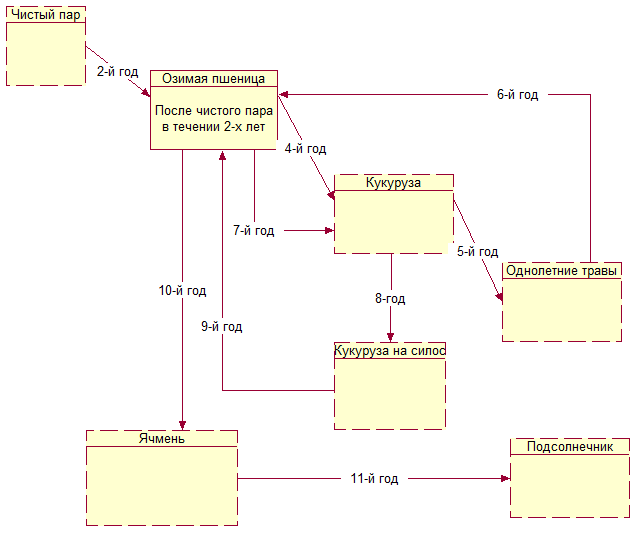 Чистый пар
2-й год
Озимая пшеница
После чистого пара
в течении 2-х лет
6-й год
4-й год
Кукуруза
7-й год
5-й год
Однолетние травы
10-й год
8-год
9-й год
Кукуруза на силос
Ячмень
Подсолнечник
11-й год